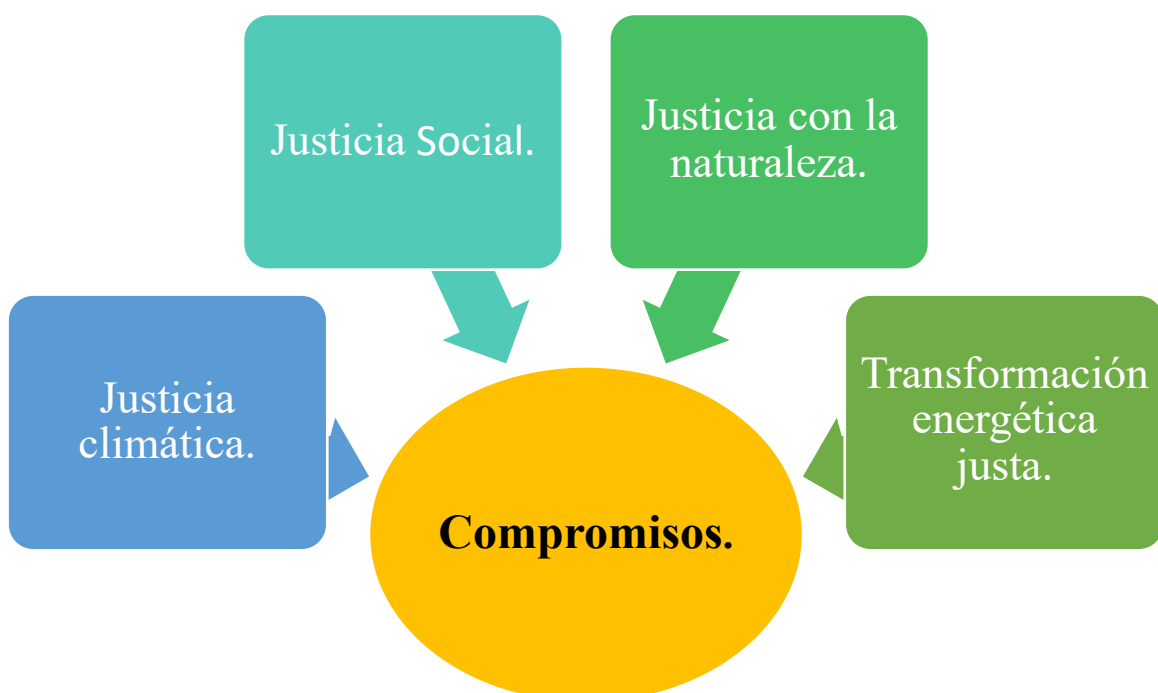 Justicia Social.
Justicia con la
naturaleza.
Justicia
climática.
Transformación
energética
justa.
Compromisos.